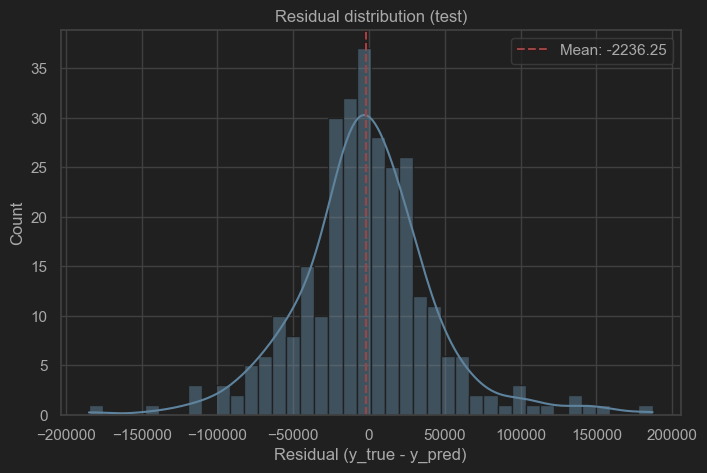 Residual distribution (test)
Mean: -2236.25
Count
35
30
25
20
15
10
5
0
−200000 −150000 −100000 −50000 0 50000 100000 150000 200000
Residual (y_true - y_pred)